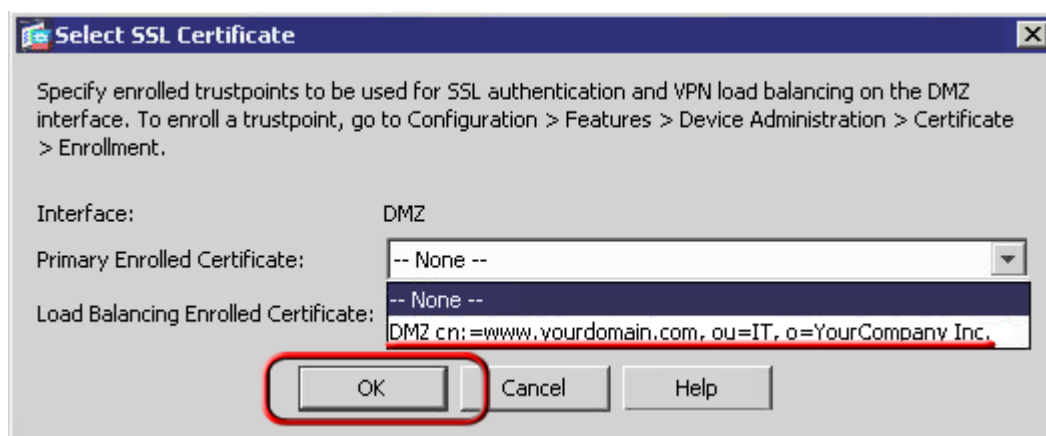 Select SSL Certificate
Specify enrolled trustpoints to be used for SSL authentication and VPN load balancing on the DMZ
interface. To enroll a trustpoint, go to Configuration > Features > Device Administration > Certificate
> Enrollment.
Interface: DMZ
Primary Enrolled Certificate: -- None --
-- None --
Load Balancing Enrolled Certificate:
DMZ cn:=www.yourdomain.com, ou=IT, o=YourCompany Inc.
OK Cancel Help